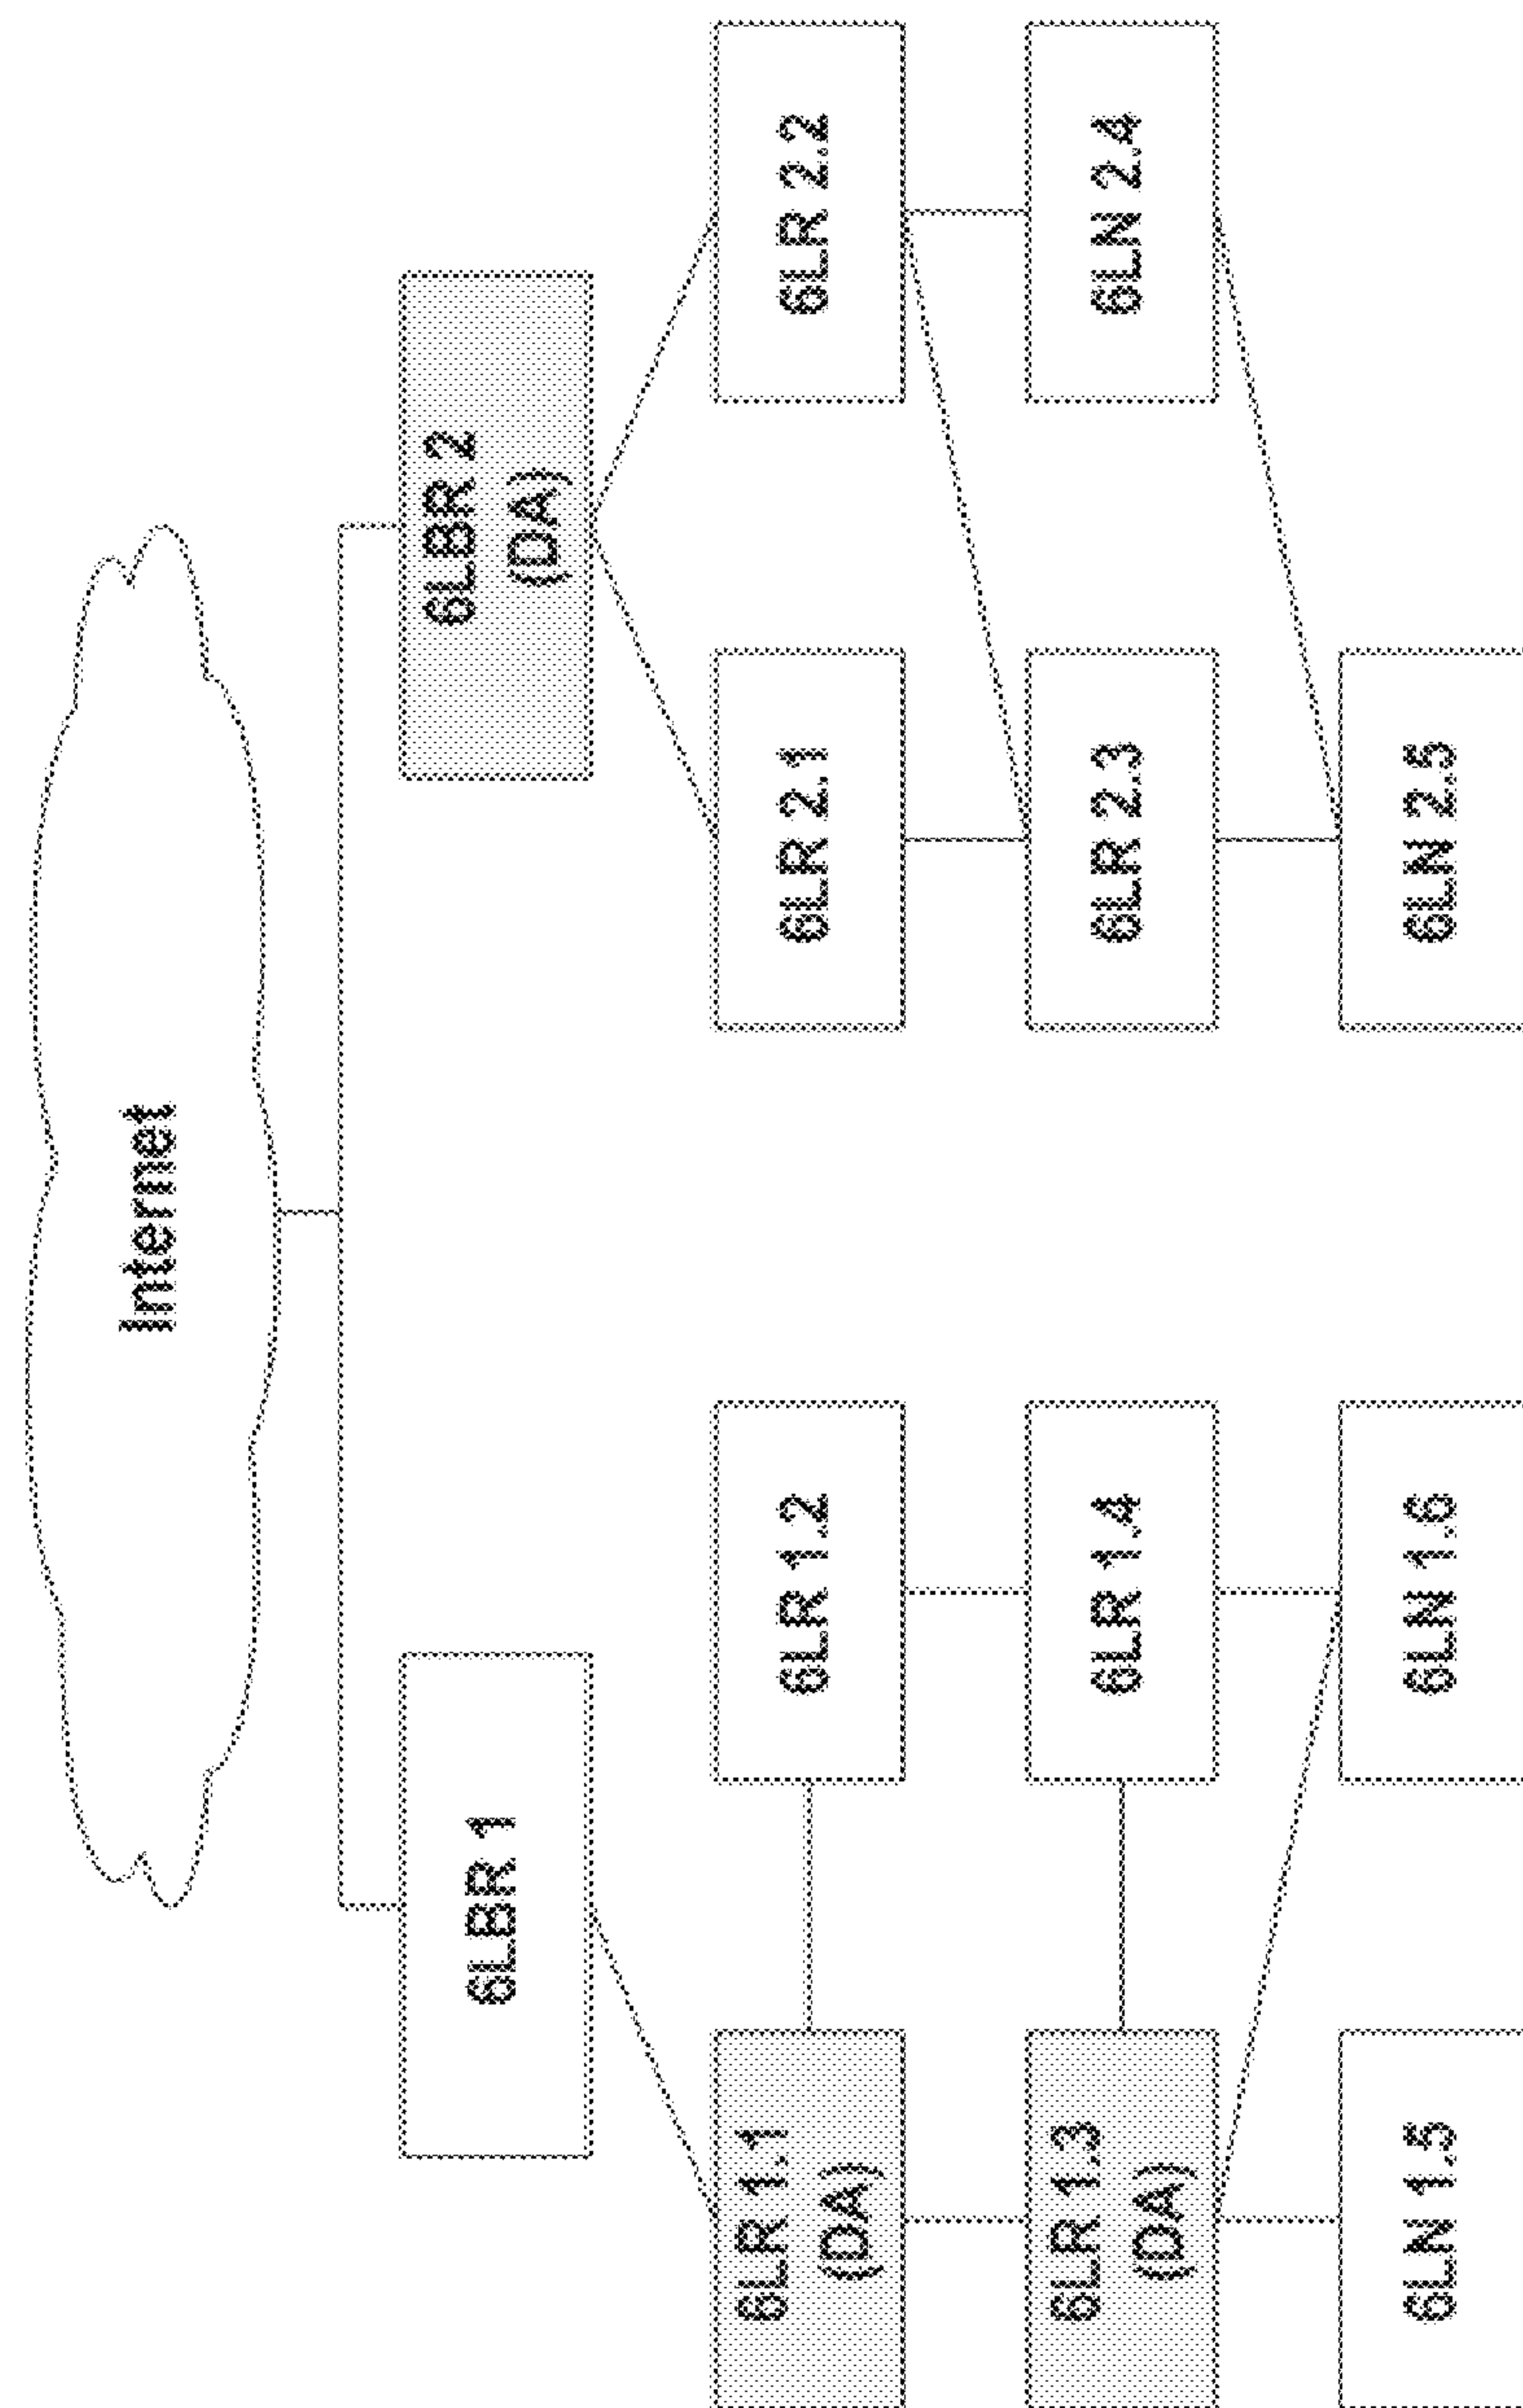 Internet
6LBR 1
6LBR 2
(DA)
6LR 1.1
(DA)
6LR 1.2
6LR 2.1
6LR 2.2
6LR 1.3
(DA)
6LR 1.4
6LR 2.3
6LN 2.4
6LN 1.5
6LN 1.6
6LN 2.5